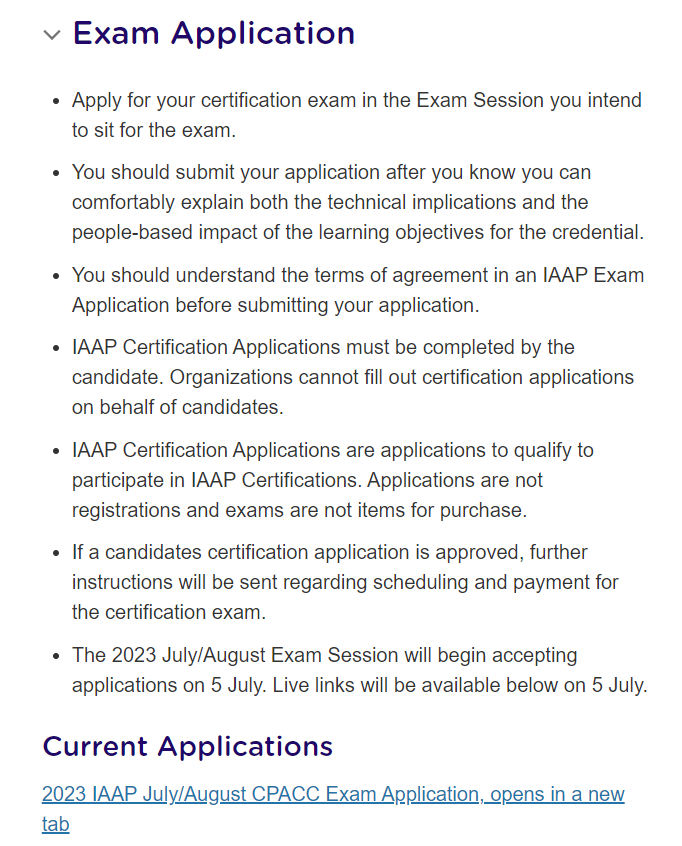 Exam Application
• Apply for your certification exam in the Exam Session you intend
to sit for the exam.
• You should submit your application after you know you can
comfortably explain both the technical implications and the
people-based impact of the learning objectives for the credential.
• You should understand the terms of agreement in an IAAP Exam
Application before submitting your application.
• IAAP Certification Applications must be completed by the
candidate. Organizations cannot fill out certification applications
on behalf of candidates.
• IAAP Certification Applications are applications to qualify to
participate in IAAP Certifications. Applications are not
registrations and exams are not items for purchase.
• If a candidates certification application is approved, further
instructions will be sent regarding scheduling and payment for
the certification exam.
• The 2023 July/August Exam Session will begin accepting
applications on 5 July. Live links will be available below on 5 July.
Current Applications
2023 IAAP July/August CPACC Exam Application, opens in a new
tab